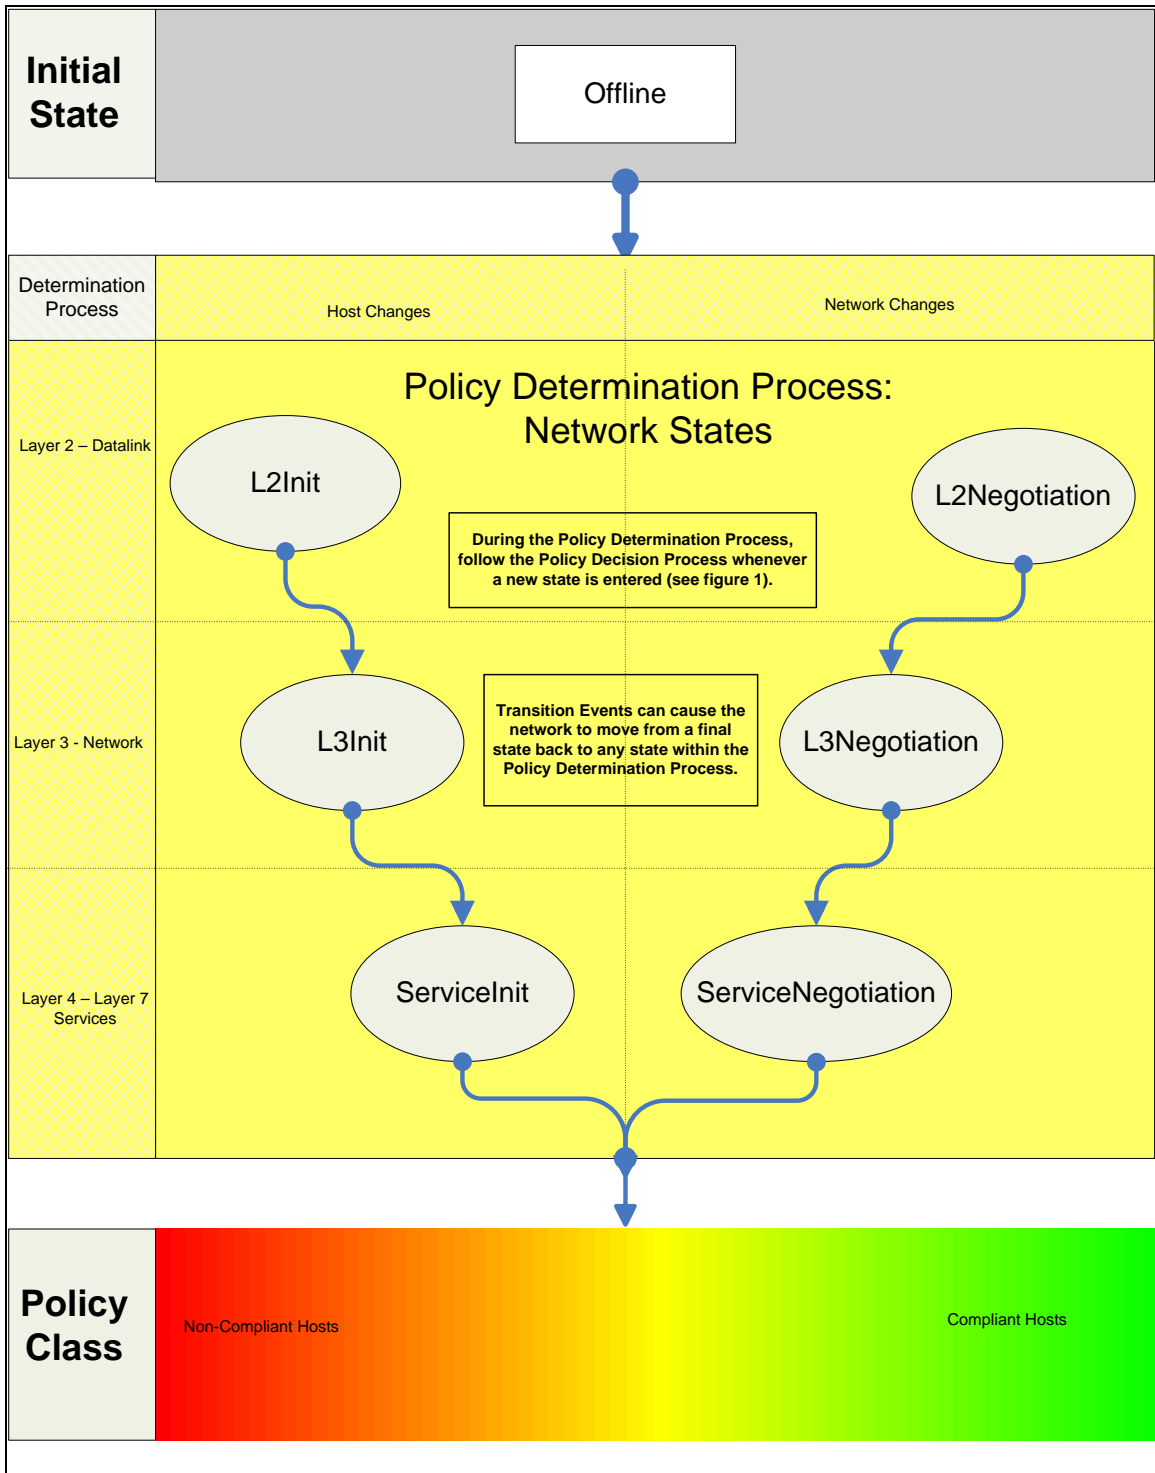 Initial
State
Offline
Determination
Process
Host Changes
Network Changes
Policy Determination Process:
Network States
Layer 2 – Datalink
L2Init
L2Negotiation
During the Policy Determination Process,
follow the Policy Decision Process whenever
a new state is entered (see figure 1).
Layer 3 - Network
L3Init
Transition Events can cause the
network to move from a final
state back to any state within the
Policy Determination Process.
L3Negotiation
Layer 4 – Layer 7
Services
ServiceInit
ServiceNegotiation
Policy
Class
Non-Compliant Hosts
Compliant Hosts